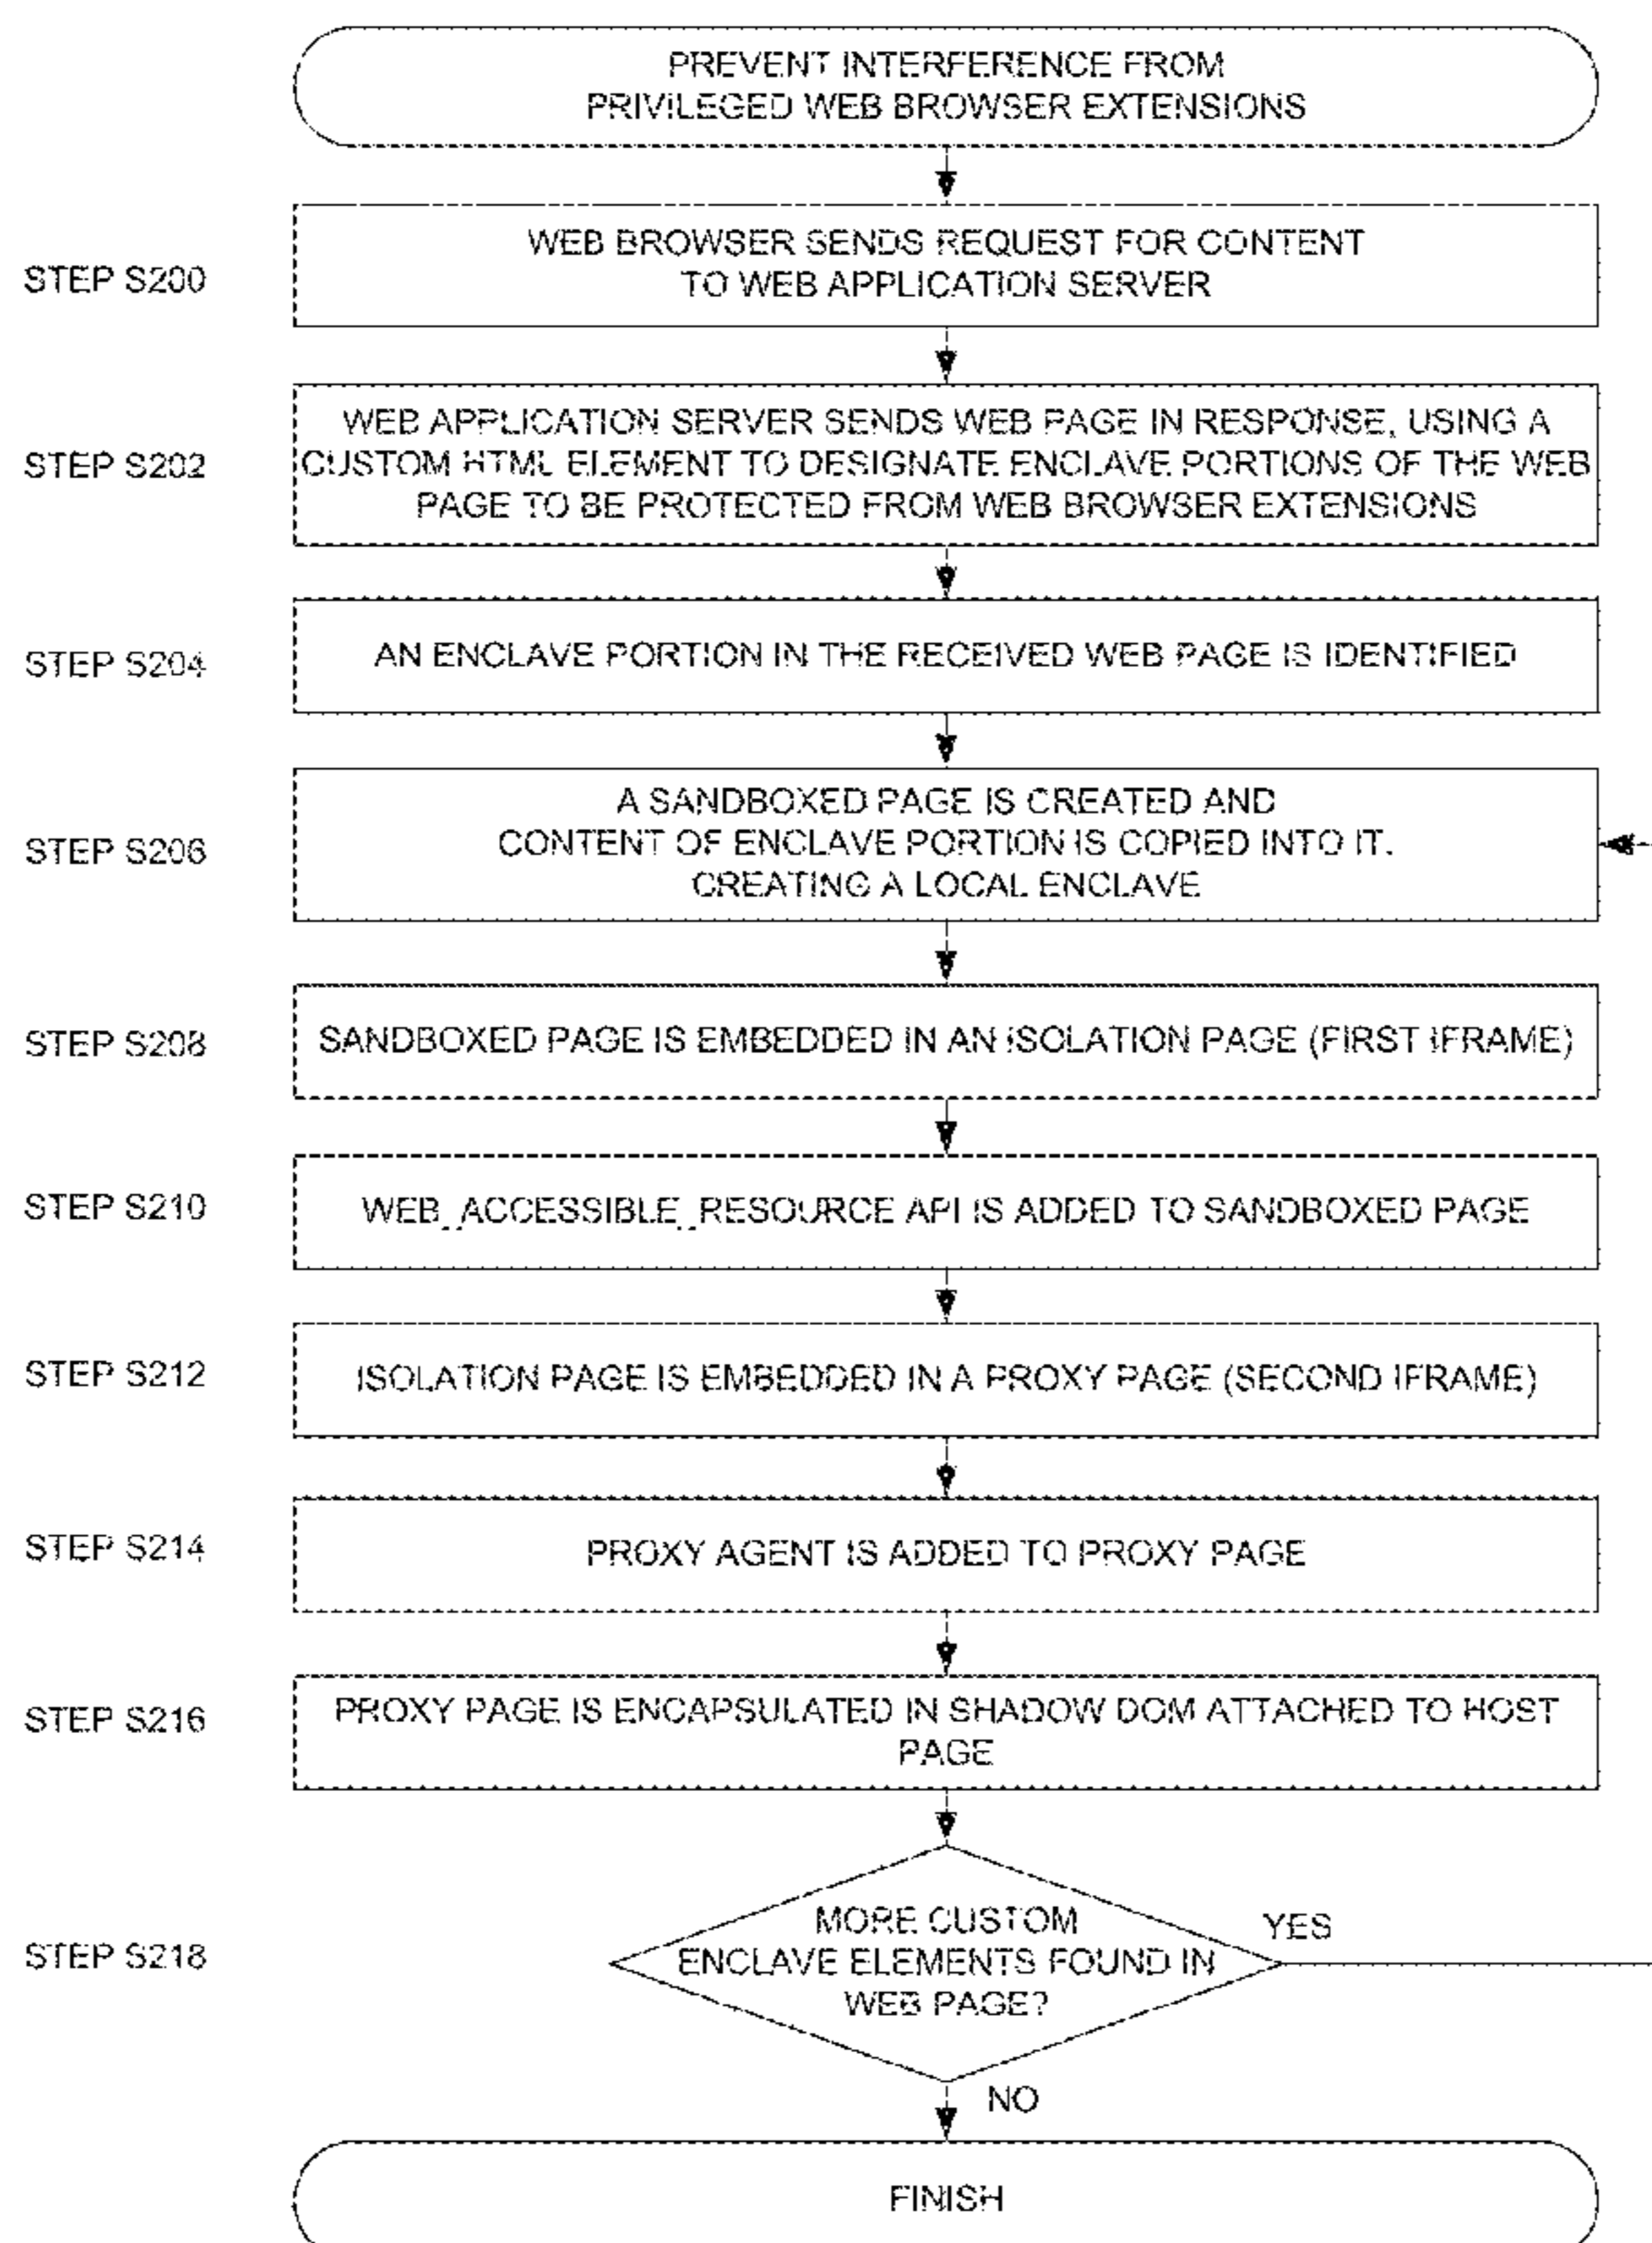 PREVENT INTERFERENCE FROM
PRIVILEGED WEB BROWSER EXTENSIONS
STEP S200
WEB BROWSER SENDS REQUEST FOR CONTENT
TO WEB APPLICATION SERVER
STEP S202
WEB APPLICATION SERVER SENDS WEB PAGE IN RESPONSE, USING A
CUSTOM HTML ELEMENT TO DESIGNATE ENCLAVE PORTIONS OF THE WEB
PAGE TO BE PROTECTED FROM WEB BROWSER EXTENSIONS
STEP S204
AN ENCLAVE PORTION IN THE RECEIVED WEB PAGE IS IDENTIFIED
STEP S206
A SANDBOXED PAGE IS CREATED AND
CONTENT OF ENCLAVE PORTION IS COPIED INTO IT.
CREATING A LOCAL ENCLAVE
STEP S208
SANDBOXED PAGE IS EMBEDDED IN AN ISOLATION PAGE (FIRST IFRAME)
STEP S210
WEB_ACCESSIBLE_RESOURCE API IS ADDED TO SANDBOXED PAGE
STEP S212
ISOLATION PAGE IS EMBEDDED IN A PROXY PAGE (SECOND IFRAME)
STEP S214
PROXY AGENT IS ADDED TO PROXY PAGE
STEP S216
PROXY PAGE IS ENCAPSULATED IN SHADOW DOM ATTACHED TO HOST
PAGE
STEP S218
MORE CUSTOM
ENCLAVE ELEMENTS FOUND IN
WEB PAGE?
YES
NO
FINISH